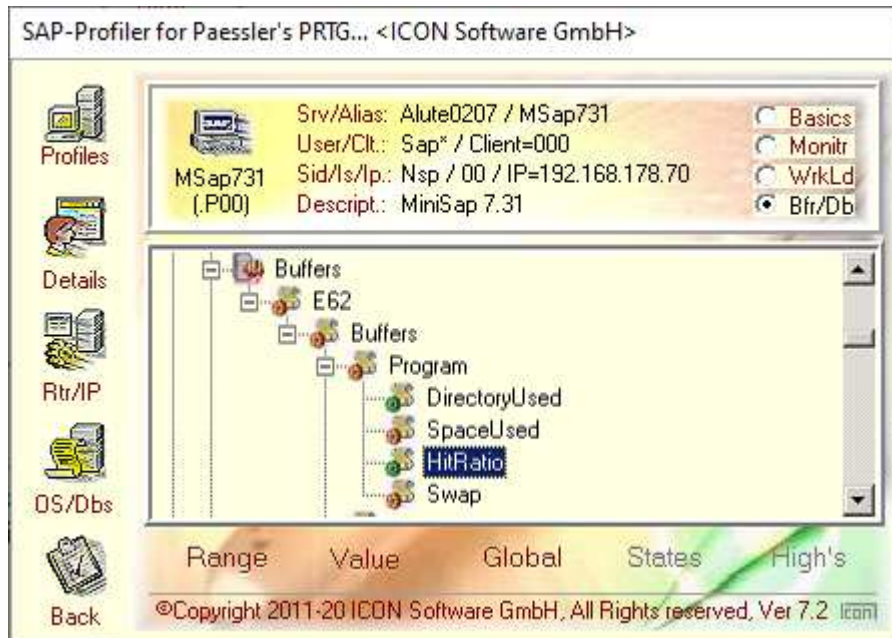 SAP-Profiler for Paessler's PRTG... <ICON Software GmbH>
Profiles
Details
Rtr/IP
OS/Dbs
Back
SAP
MSap731
(.P00)
Srv/Alias: Alute0207 / MSap731
User/Clt.: Sap* / Client=000
Sid/Is/Ip.: Nsp / 00 / IP=192.168.178.70
Descript.: MiniSap 7.31
Basics
Monitr
WrkLd
Bfr/Db
Buffers
E62
Buffers
Program
DirectoryUsed
SpaceUsed
HitRatio
Swap
Range Value Global States High's
©Copyright 2011-20 ICON Software GmbH, All Rights reserved, Ver 7.2 icon